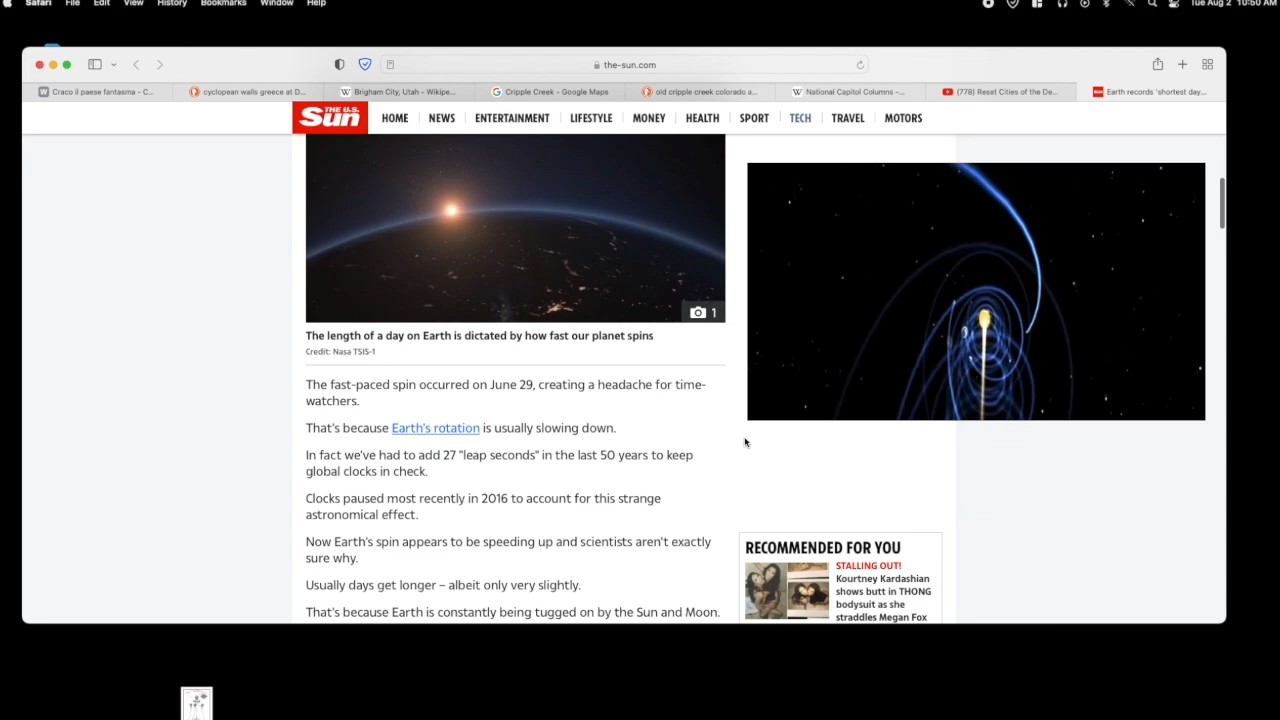 Safari File Edit View History Bookmarks Window Help
Tue Aug 2 10:50 AM
the-sun.com
Craco il paese fantasma - C...
cyclopean walls greece at D...
Brigham City, Utah - Wikipe...
Cripple Creek - Google Maps
old cripple creek colorado a...
National Capitol Columns -...
(778) Reset Cities of the De...
Earth records 'shortest day...
THE U.S. Sun
HOME NEWS ENTERTAINMENT LIFESTYLE MONEY HEALTH SPORT TECH TRAVEL MOTORS
1
The length of a day on Earth is dictated by how fast our planet spins
Credit: Nasa TSIS-1
The fast-paced spin occurred on June 29, creating a headache for time-
watchers.
That's because Earth's rotation is usually slowing down.
In fact we've had to add 27 "leap seconds" in the last 50 years to keep
global clocks in check.
Clocks paused most recently in 2016 to account for this strange
astronomical effect.
Now Earth's spin appears to be speeding up and scientists aren't exactly
sure why.
Usually days get longer – albeit only very slightly.
That's because Earth is constantly being tugged on by the Sun and Moon.
RECOMMENDED FOR YOU
STALLING OUT!
Kourtney Kardashian
shows butt in THONG
bodysuit as she
straddles Megan Fox